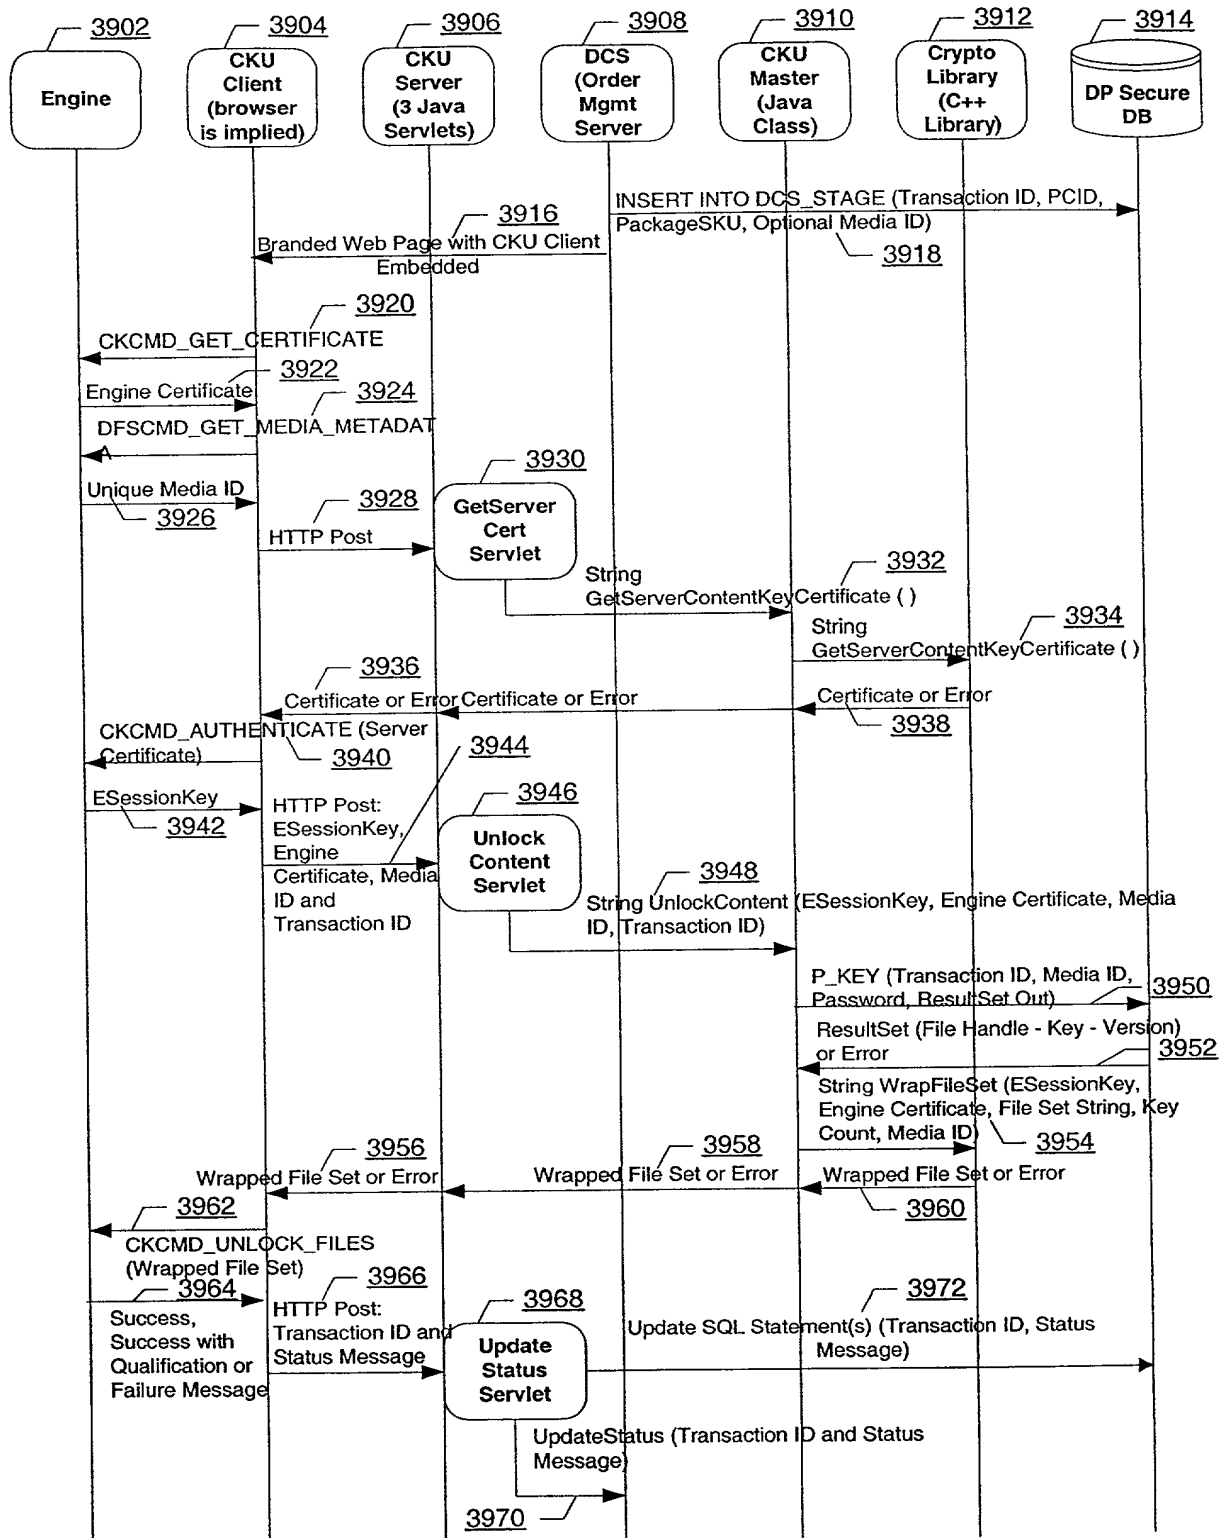 3902
3904
3906
3908
3910
3912
3914
Engine
CKU
Client
(browser
is implied)
CKU
Server
(3 Java
Servlets)
DCS
(Order
Mgmt
Server
CKU
Master
(Java
Class)
Crypto
Library
(C++
Library)
DP Secure
DB
INSERT INTO DCS_STAGE (Transaction ID, PCID,
PackageSKU, Optional Media ID)
3916
3918
Branded Web Page with CKU Client
Embedded
3920
CKCMD_GET_CERTIFICATE
3922
Engine Certificate
3924
DFSCMD_GET_MEDIA_METADAT
A
Unique Media ID
3926
3928
HTTP Post
3930
GetServer
Cert
Servlet
String
GetServerContentKeyCertificate ( )
3932
String
GetServerContentKeyCertificate ( )
3934
3936
Certificate or Error
Certificate or Error
Certificate or Error
3938
CKCMD_AUTHENTICATE (Server
Certificate)
3940
3944
ESessionKey
3942
HTTP Post:
ESessionKey,
Engine
Certificate, Media
ID and
Transaction ID
3946
Unlock
Content
Servlet
3948
String UnlockContent (ESessionKey, Engine Certificate, Media
ID, Transaction ID)
P_KEY (Transaction ID, Media ID,
Password, ResultSet Out)
3950
ResultSet (File Handle - Key - Version)
or Error
3952
String WrapFileSet (ESessionKey,
Engine Certificate, File Set String, Key
Count, Media ID)
3954
3956
Wrapped File Set or Error
3958
Wrapped File Set or Error
Wrapped File Set or Error
3960
3962
CKCMD_UNLOCK_FILES
(Wrapped File Set)
3964
Success,
Success with
Qualification or
Failure Message
3966
HTTP Post:
Transaction ID and
Status Message
3968
Update
Status
Servlet
3972
Update SQL Statement(s) (Transaction ID, Status
Message)
UpdateStatus (Transaction ID and Status
Message)
3970